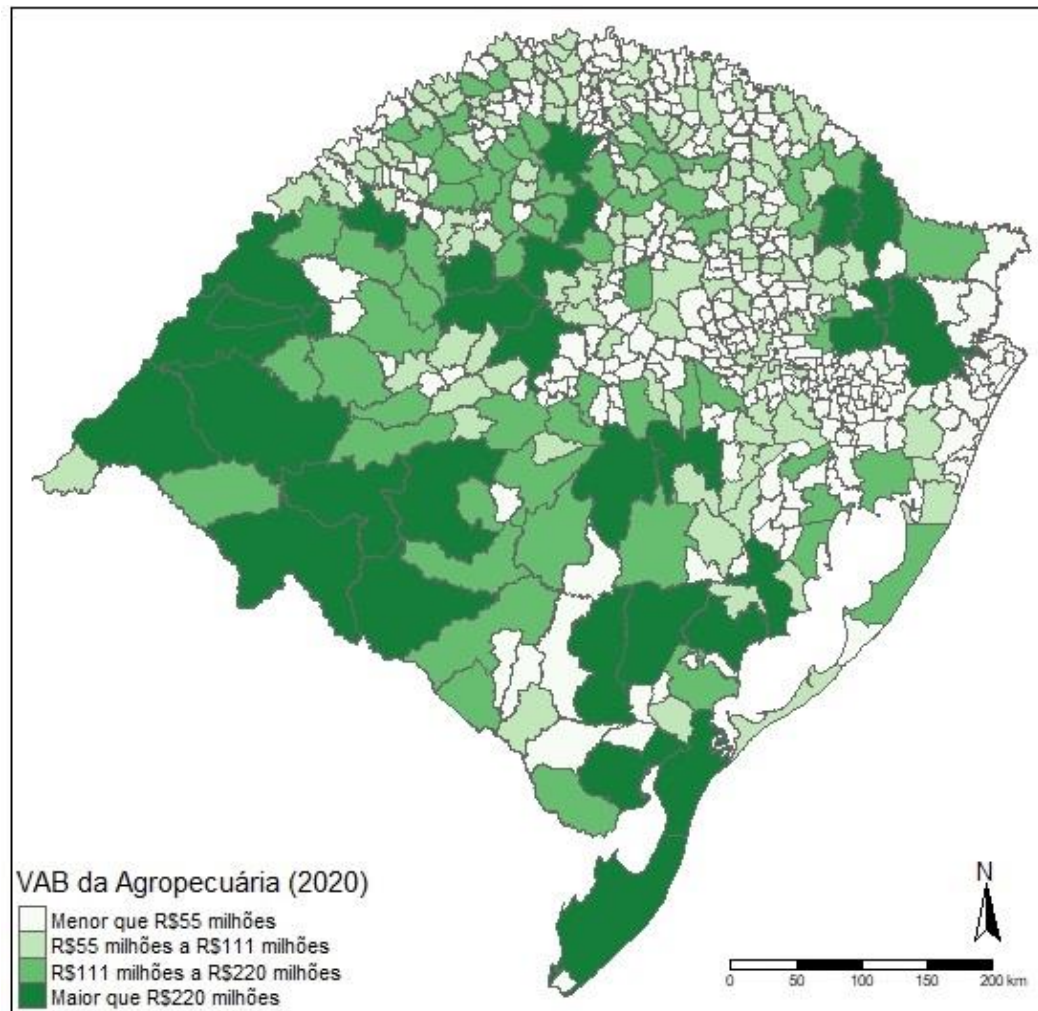 VAB da Agropecuária (2020)
Menor que R$55 milhões
R$55 milhões a R$111 milhões
R$111 milhões a R$220 milhões
Maior que R$220 milhões
N
0 50 100 150 200 km